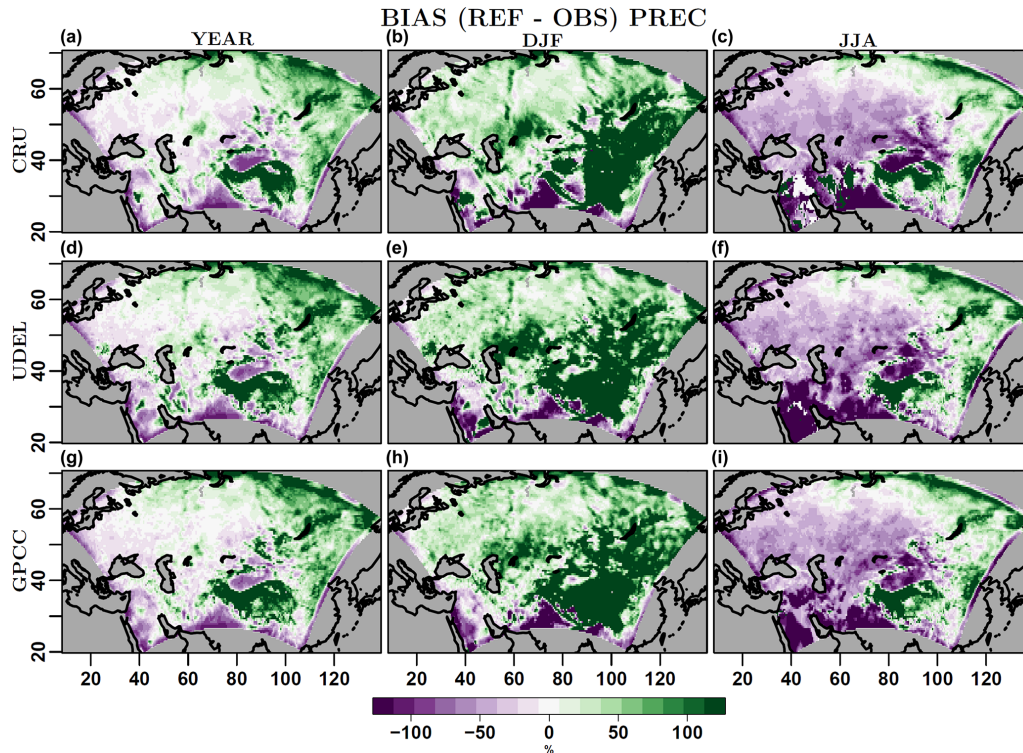 BIAS (REF - OBS) PREC
(a) YEAR (b) DJF (c) JJA
CRU
60
40
20
(d) (e) (f)
UDEL
60
40
20
(g) (h) (i)
GPCC
60
40
20
20 40 60 80 100 120 20 40 60 80 100 120 20 40 60 80 100 120
−100 −50 0 50 100
%